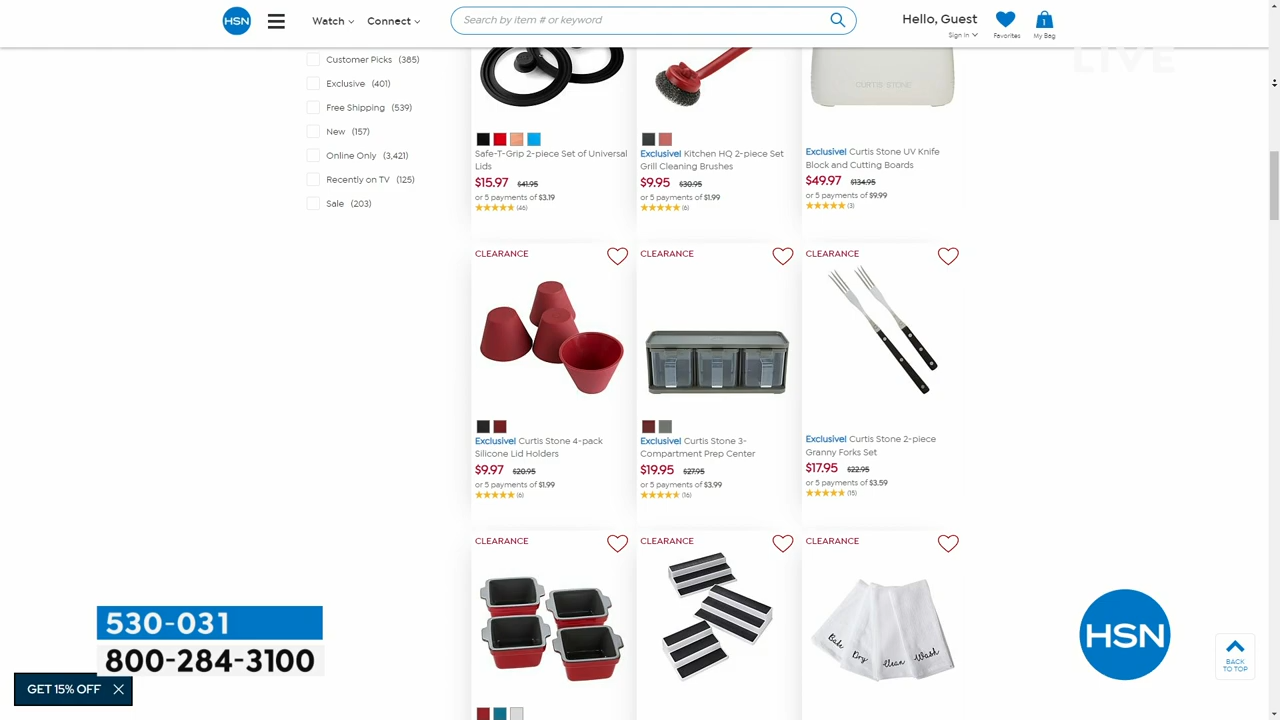 HSN
Watch
Connect
Search by item # or keyword
Hello, Guest
Sign In
Favorites
1
My Bag
LIVE
Customer Picks (385)
Exclusive (401)
Free Shipping (539)
New (157)
Online Only (3,421)
Recently on TV (125)
Sale (203)
CURTIS STONE
Safe-T-Grip 2-piece Set of Universal
Lids
$15.97 $41.95
or 5 payments of $3.19
(46)
Exclusive! Kitchen HQ 2-piece Set
Grill Cleaning Brushes
$9.95 $30.95
or 5 payments of $1.99
(6)
Exclusive! Curtis Stone UV Knife
Block and Cutting Boards
$49.97 $134.95
or 5 payments of $9.99
(3)
CLEARANCE
CLEARANCE
CLEARANCE
Exclusive! Curtis Stone 4-pack
Silicone Lid Holders
$9.97 $20.95
or 5 payments of $1.99
(6)
Exclusive! Curtis Stone 3-
Compartment Prep Center
$19.95 $27.95
or 5 payments of $3.99
(16)
Exclusive! Curtis Stone 2-piece
Granny Forks Set
$17.95 $22.95
or 5 payments of $3.59
(15)
CLEARANCE
CLEARANCE
CLEARANCE
Bake
Dry
Clean
Wash
530-031
800-284-3100
GET 15% OFF
HSN
BACK
TO TOP